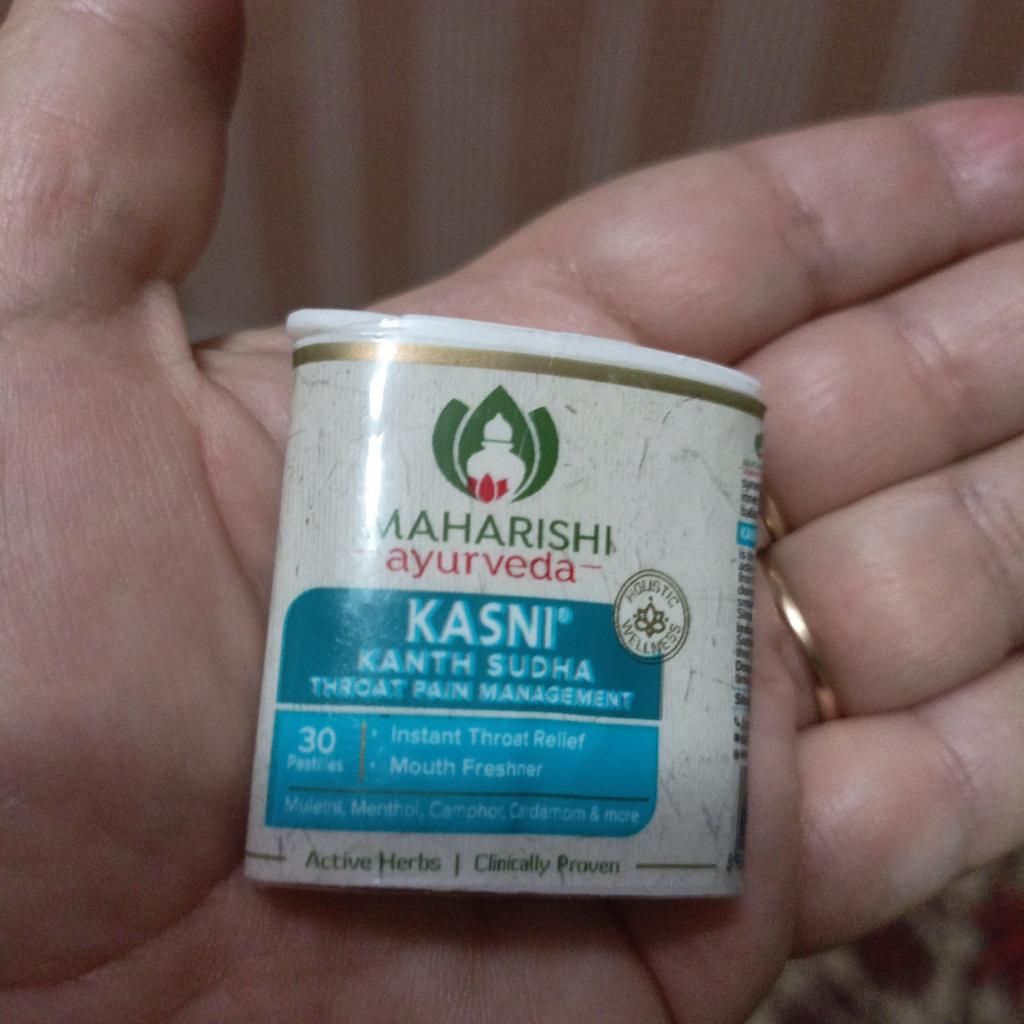 MAHARISHI
ayurveda
HOLISTIC
WELLNESS
KASNI®
KANTH SUDHA
THROAT PAIN MANAGEMENT
30
Pastilles
• Instant Throat Relief
• Mouth Freshner
Mulethi, Menthol, Camphor, Cardamom & more
Active Herbs | Clinically Proven